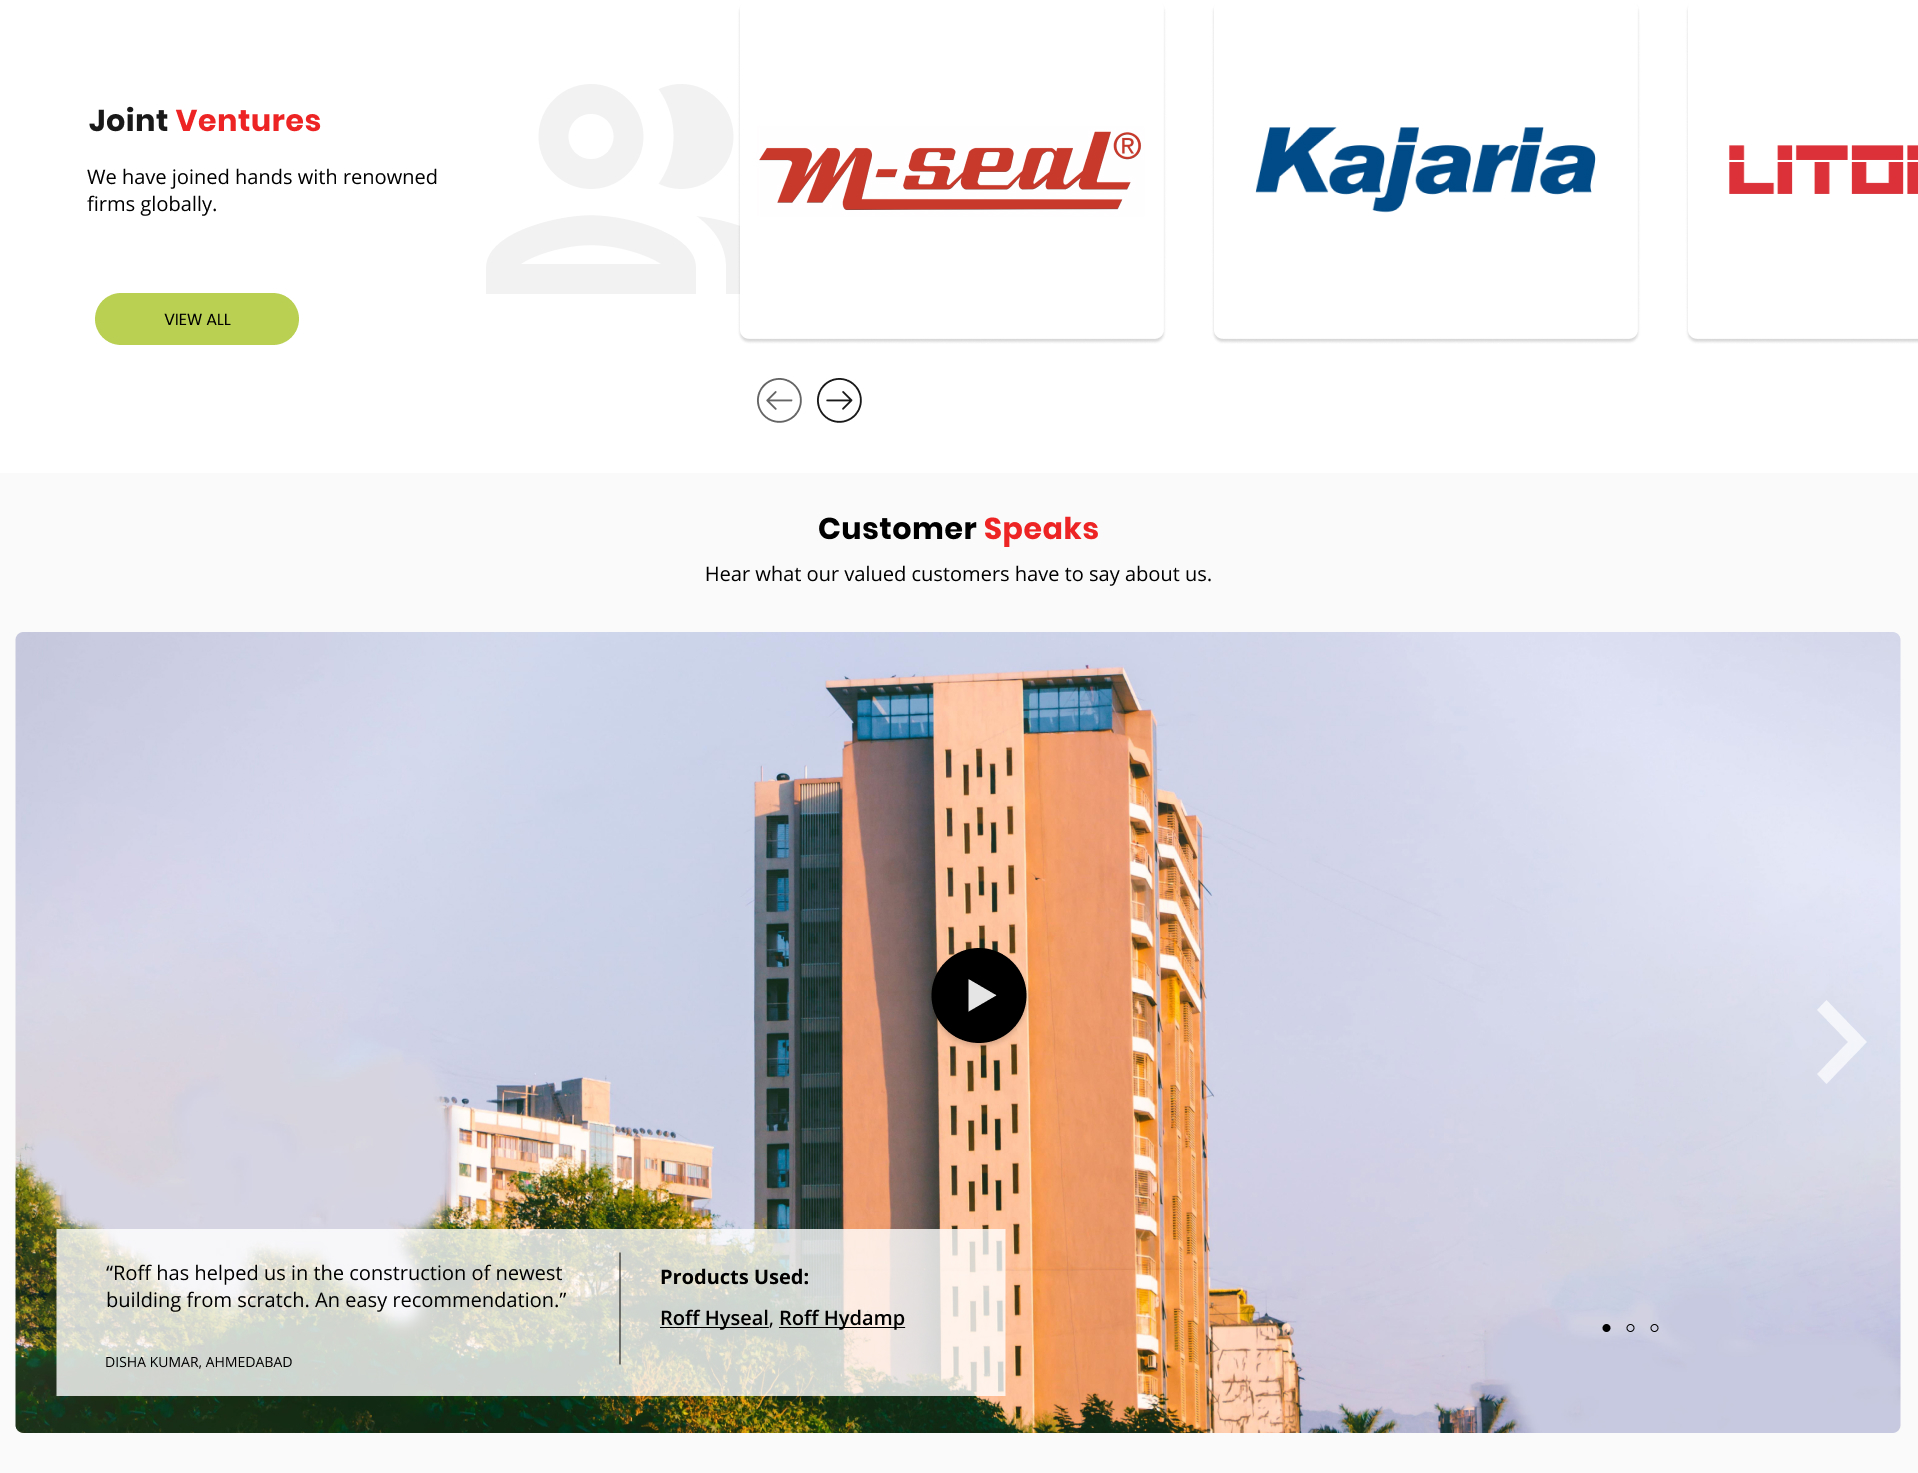 Joint Ventures
We have joined hands with renowned
firms globally.
VIEW ALL
m-seal®
Kajaria
Customer Speaks
Hear what our valued customers have to say about us.
“Roff has helped us in the construction of newest
building from scratch. An easy recommendation.”
DISHA KUMAR, AHMEDABAD
Products Used:
Roff Hyseal, Roff Hydamp